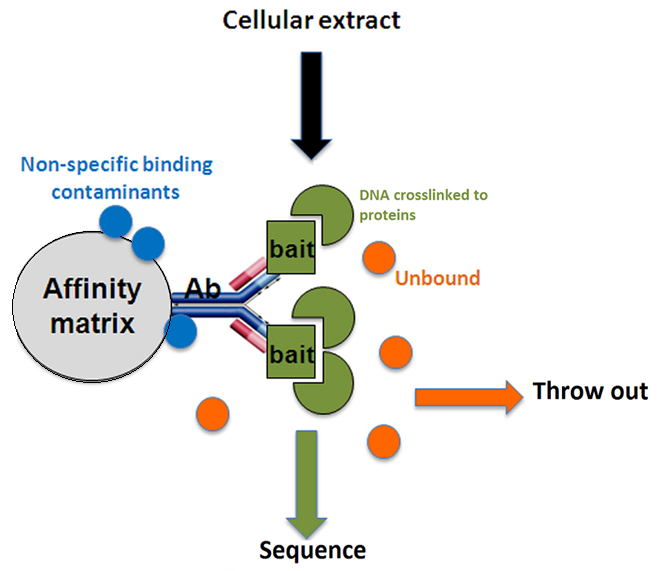 Cellular extract
Non-specific binding
contaminants
DNA crosslinked to
proteins
bait
Unbound
Ab
Affinity
matrix
bait
Throw out
Sequence